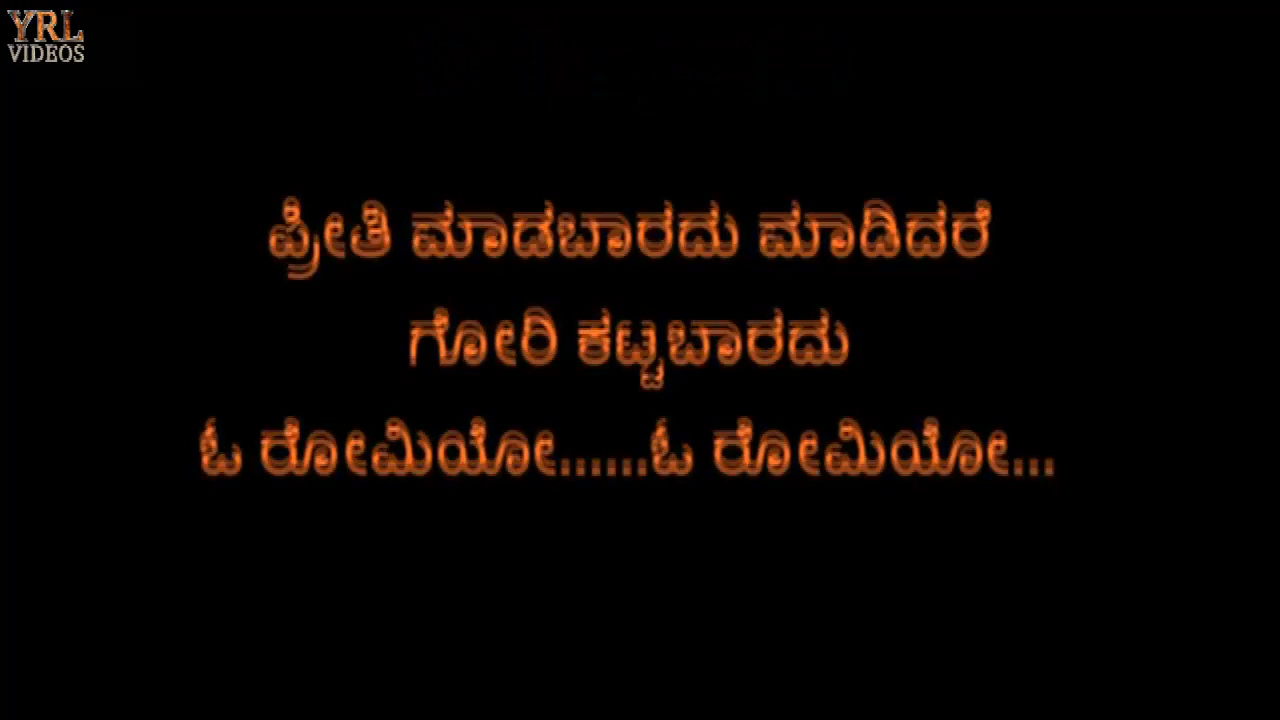 YRL
VIDEOS
ಪ್ರೀತಿ ಮಾಡಬಾರದು ಮಾಡಿದರೆ
ಗೋರಿ ಕಟ್ಟಬಾರದು
ಓ ರೋಮಿಯೋ......ಓ ರೋಮಿಯೋ...